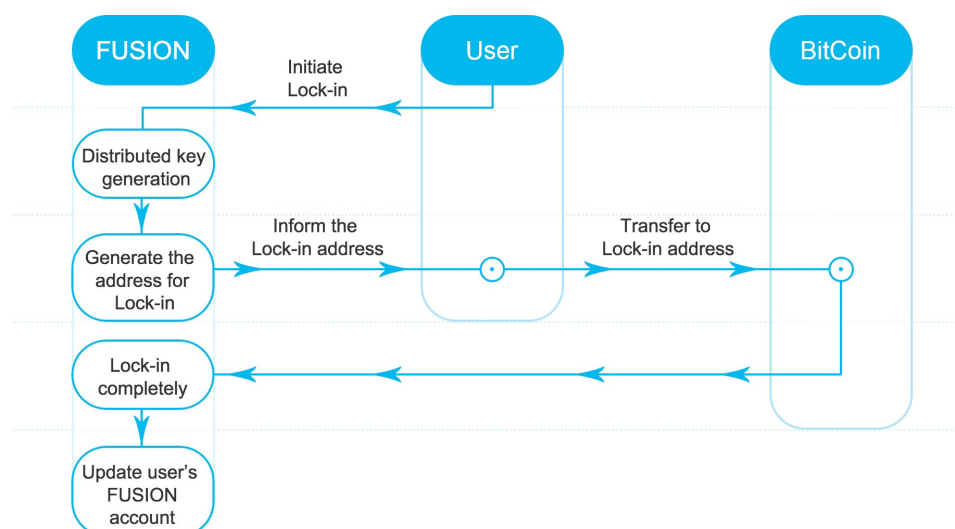 FUSION
User
BitCoin
Initiate
Lock-in
Distributed key
generation
Inform the
Lock-in address
Transfer to
Lock-in address
Generate the
address for
Lock-in
Lock-in
completely
Update user's
FUSION
account